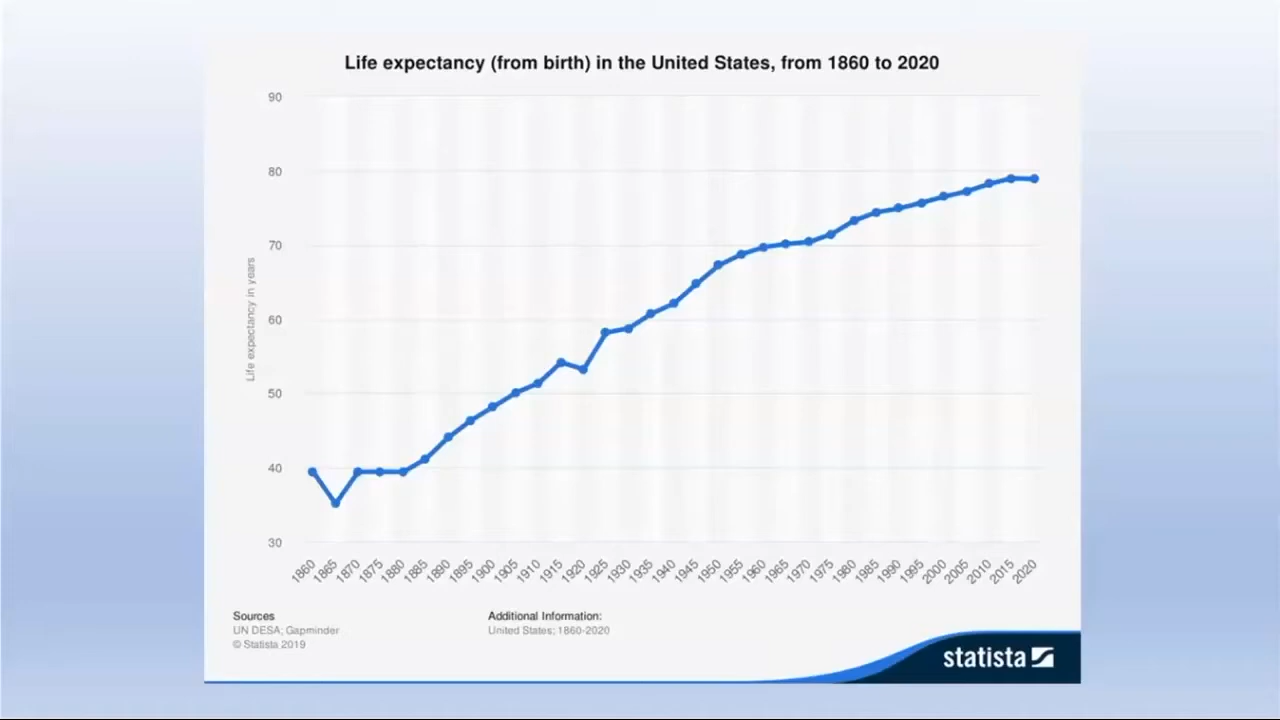 Life expectancy (from birth) in the United States, from 1860 to 2020
90
80
70
60
50
40
30
Life expectancy in years
1860 1865 1870 1875 1880 1885 1890 1895 1900 1905 1910 1915 1920 1925 1930 1935 1940 1945 1950 1955 1960 1965 1970 1975 1980 1985 1990 1995 2000 2005 2010 2015 2020
Sources
UN DESA; Gapminder
© Statista 2019
Additional Information:
United States; 1860-2020
statista